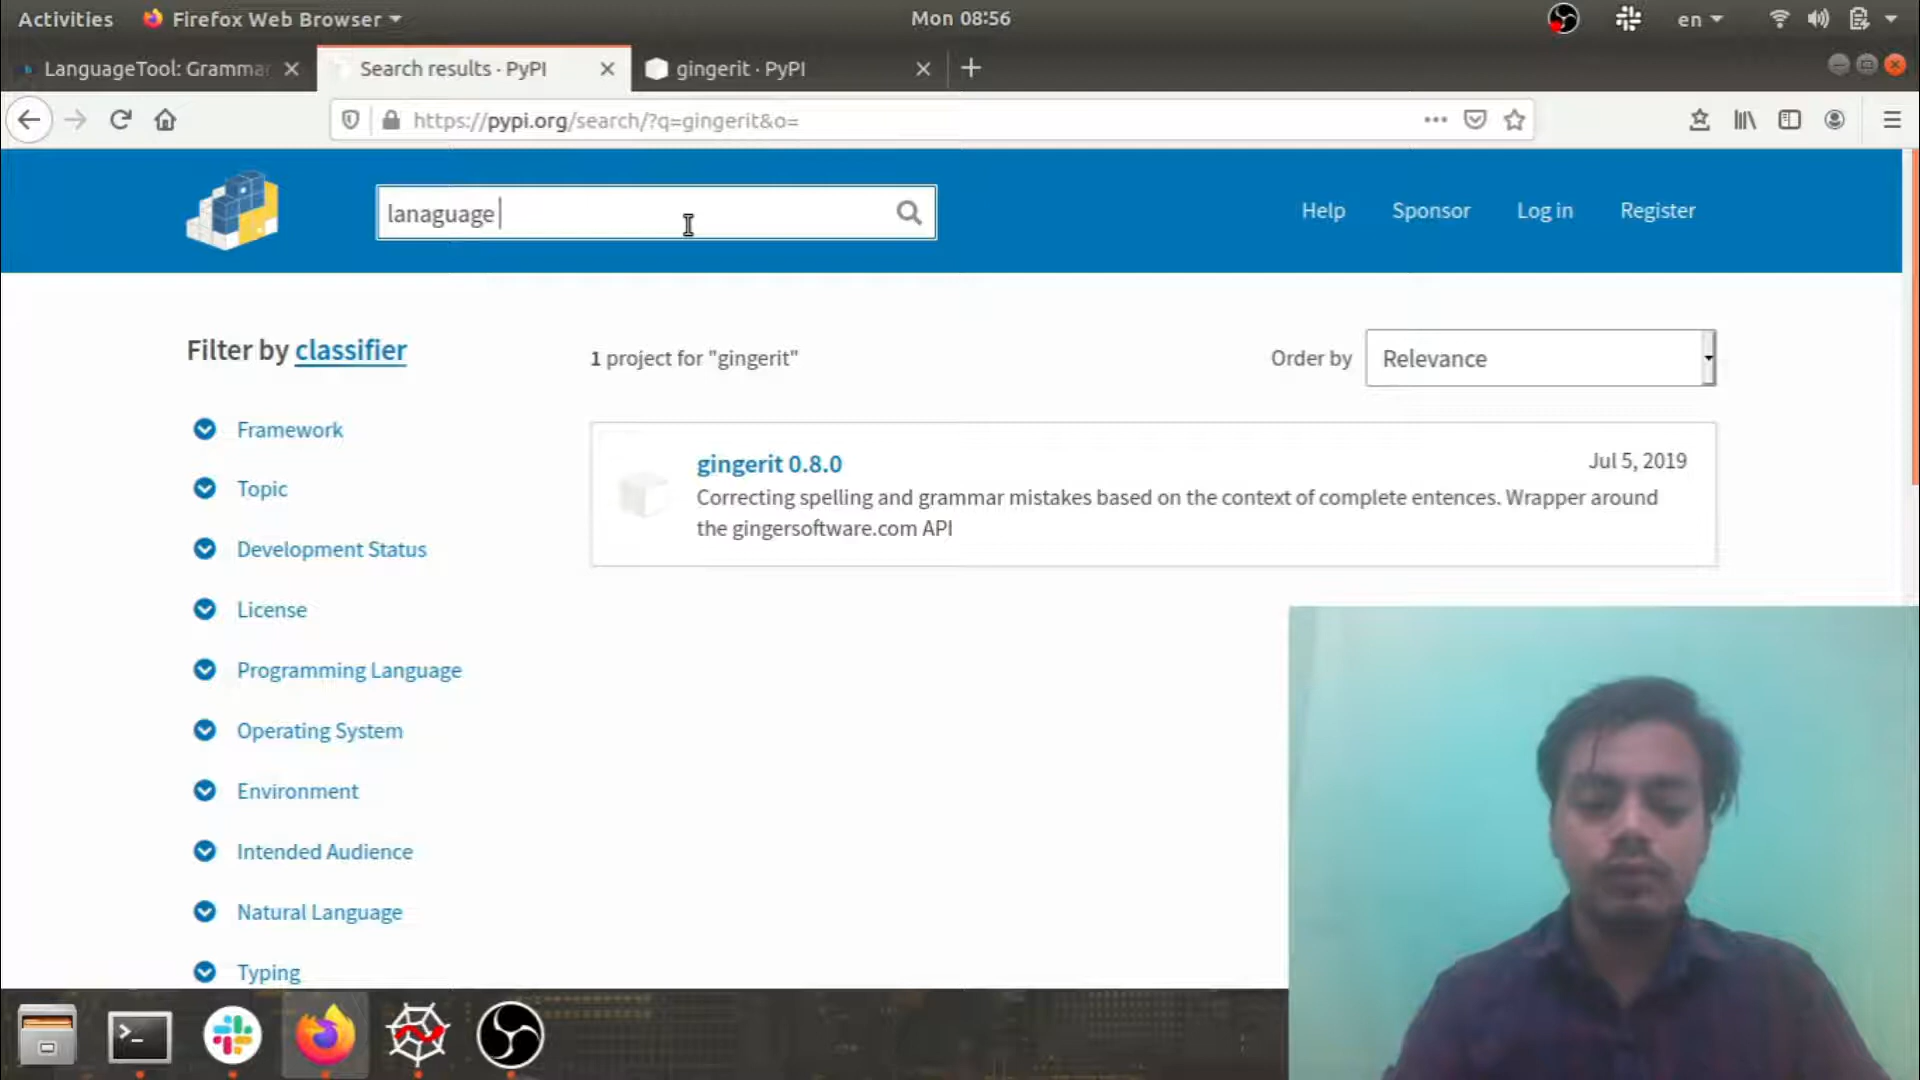 Activities
Firefox Web Browser
Mon 08:56
en
LanguageTool: Gramma
Search results · PyPI
gingerit · PyPI
https://pypi.org/search/?q=gingerit&o=
lanaguage
Help
Sponsor
Log in
Register
Filter by classifier
1 project for "gingerit"
Order by
Relevance
Framework
Topic
Development Status
License
Programming Language
Operating System
Environment
Intended Audience
Natural Language
Typing
gingerit 0.8.0
Jul 5, 2019
Correcting spelling and grammar mistakes based on the context of complete entences. Wrapper around
the gingersoftware.com API